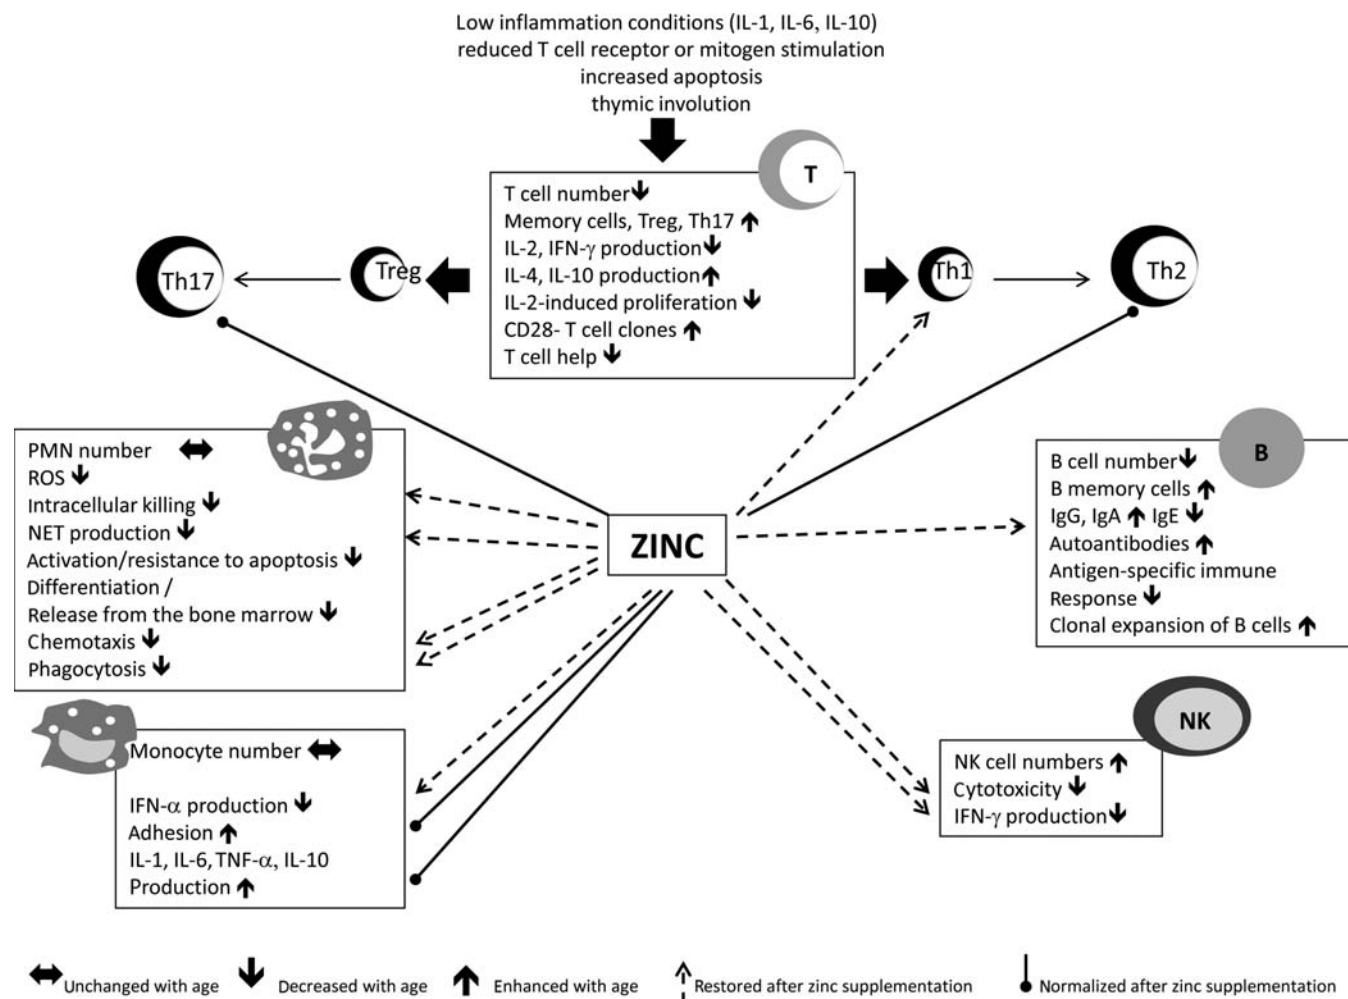 Low inflammation conditions (IL-1, IL-6, IL-10)
reduced T cell receptor or mitogen stimulation
increased apoptosis
thymic involution
T
T cell number
Memory cells, Treg, Th17
IL-2, IFN-γ production
IL-4, IL-10 production
IL-2-induced proliferation
CD28- T cell clones
T cell help
Th17
Treg
Th1
Th2
PMN number
ROS
Intracellular killing
NET production
Activation/resistance to apoptosis
Differentiation /
Release from the bone marrow
Chemotaxis
Phagocytosis
ZINC
B
B cell number
B memory cells
IgG, IgA IgE
Autoantibodies
Antigen-specific immune
Response
Clonal expansion of B cells
Monocyte number
IFN-α production
Adhesion
IL-1, IL-6, TNF-α, IL-10
Production
NK
NK cell numbers
Cytotoxicity
IFN-γ production
Unchanged with age
Decreased with age
Enhanced with age
Restored after zinc supplementation
Normalized after zinc supplementation